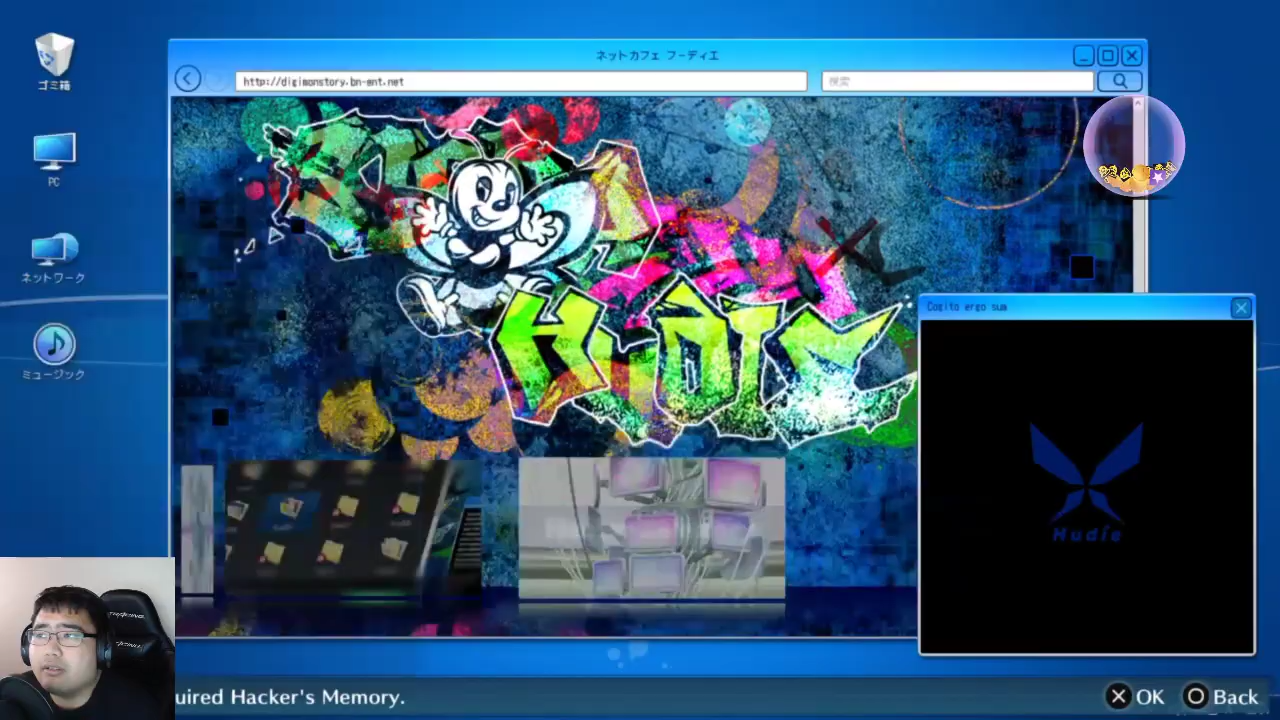 ネットカフェ フーディエ
http://digimonstory.bn-ent.net
検索
ゴミ箱
PC
ネットワーク
ミュージック
HUDIE
Cogito ergo sum
Hudie
uired Hacker's Memory.
OK
Back